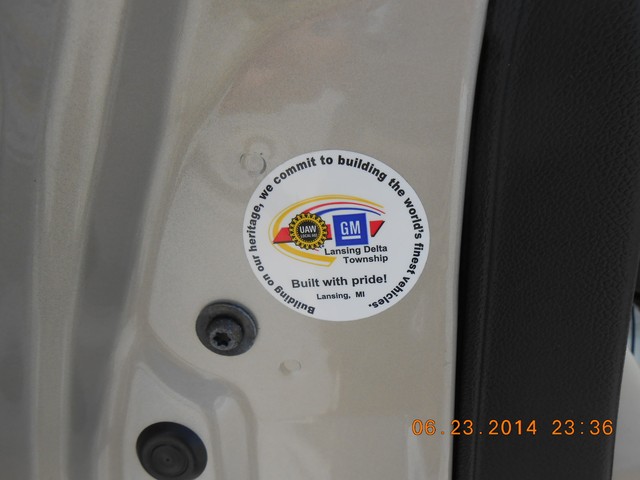 Building on our heritage, we commit to building the world's finest vehicles.
UAW
GM
Lansing Delta
Township
Built with pride!
Lansing, MI
06.23.2014 23:36